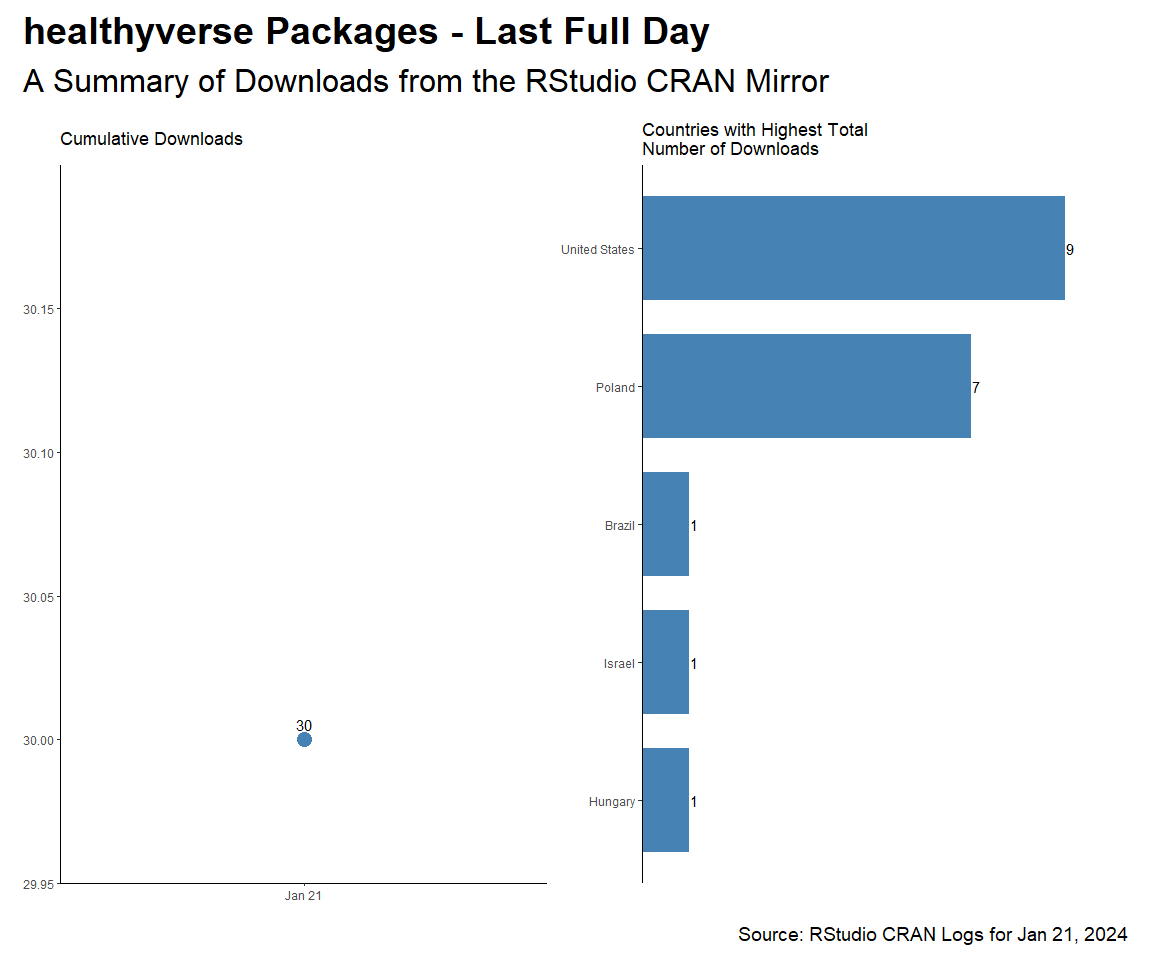 healthyverse Packages - Last Full Day
A Summary of Downloads from the RStudio CRAN Mirror
Cumulative Downloads
30.15
30.10
30.05
30.00
29.95
30
Jan 21
Countries with Highest Total
Number of Downloads
United States
9
Poland
7
Brazil
1
Israel
1
Hungary
1
Source: RStudio CRAN Logs for Jan 21, 2024